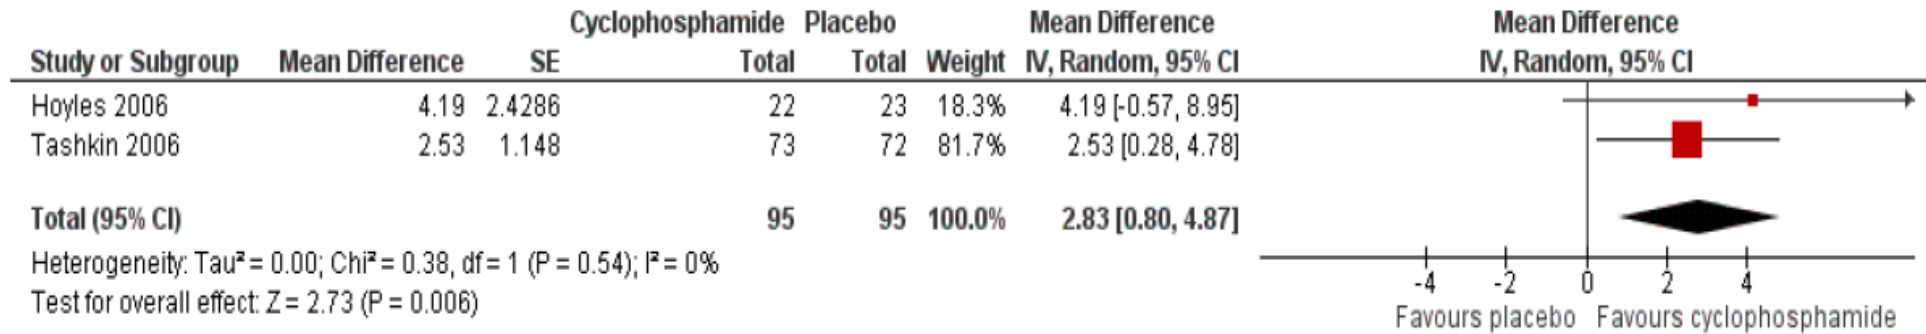 Cyclophosphamide Placebo Mean Difference Mean Difference
Study or Subgroup Mean Difference SE Total Total Weight IV, Random, 95% CI IV, Random, 95% CI
Hoyles 2006 4.19 2.4286 22 23 18.3% 4.19 [-0.57, 8.95]
Tashkin 2006 2.53 1.148 73 72 81.7% 2.53 [0.28, 4.78]
Total (95% CI) 95 95 100.0% 2.83 [0.80, 4.87]
Heterogeneity: Tau² = 0.00; Chi² = 0.38, df = 1 (P = 0.54); I² = 0%
Test for overall effect: Z = 2.73 (P = 0.006)
-4 -2 0 2 4
Favours placebo Favours cyclophosphamide